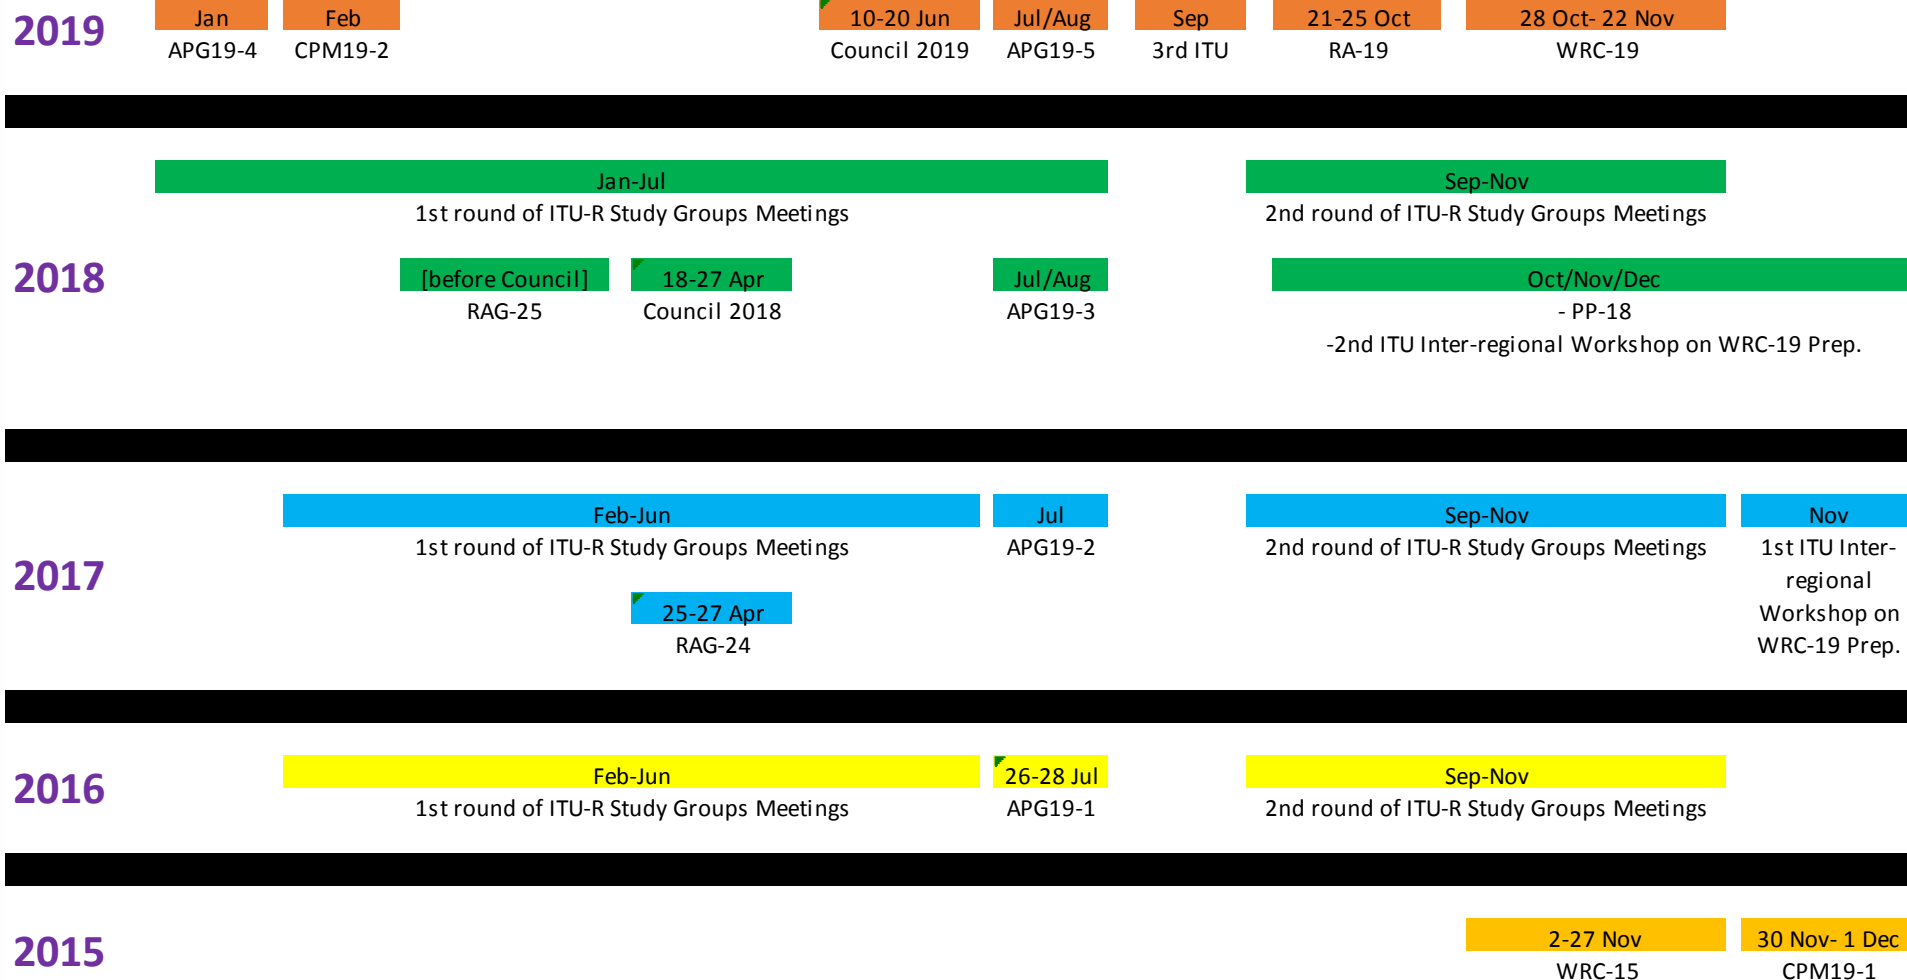 2019
Jan
Feb
10-20 Jun
Jul/Aug
Sep
21-25 Oct
28 Oct- 22 Nov
APG19-4
CPM19-2
Council 2019
APG19-5
3rd ITU
RA-19
WRC-19
2018
Jan-Jul
Sep-Nov
1st round of ITU-R Study Groups Meetings
2nd round of ITU-R Study Groups Meetings
[before Council]
18-27 Apr
Jul/Aug
Oct/Nov/Dec
RAG-25
Council 2018
APG19-3
- PP-18
-2nd ITU Inter-regional Workshop on WRC-19 Prep.
2017
Feb-Jun
Jul
Sep-Nov
Nov
1st round of ITU-R Study Groups Meetings
APG19-2
2nd round of ITU-R Study Groups Meetings
1st ITU Inter-
regional
Workshop on
WRC-19 Prep.
25-27 Apr
RAG-24
2016
Feb-Jun
26-28 Jul
Sep-Nov
1st round of ITU-R Study Groups Meetings
APG19-1
2nd round of ITU-R Study Groups Meetings
2015
2-27 Nov
30 Nov- 1 Dec
WRC-15
CPM19-1